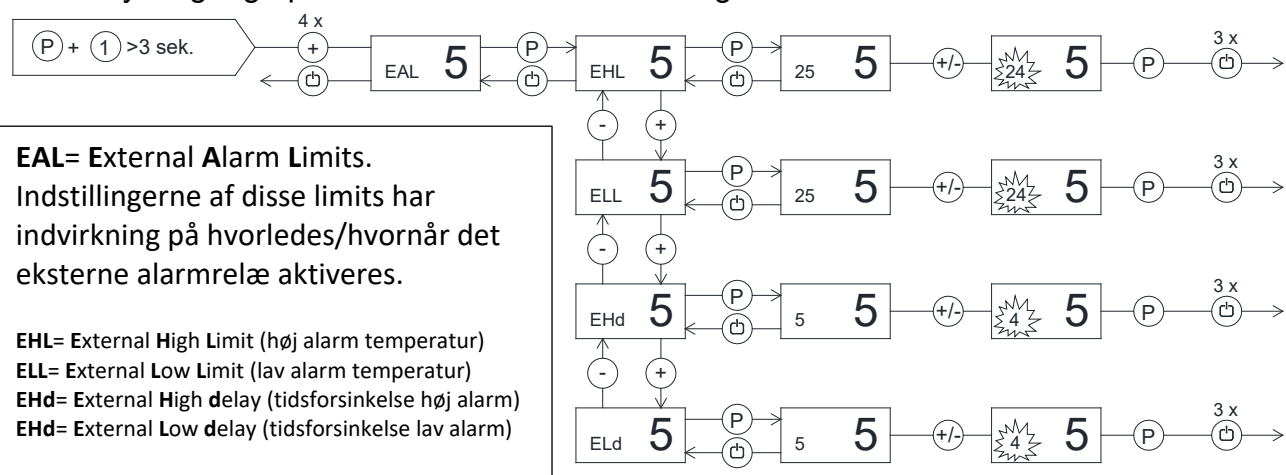 4 x
P + 1 >3 sek. + EAL 5 P EHL 5 P 25 5 +/- 24 5 P 3 x
- +
EAL= External Alarm Limits.
Indstillingerne af disse limits har
indvirkning på hvorledes/hvornår det
eksterne alarmrelæ aktiveres.
ELL 5 P 25 5 +/- 24 5 P 3 x
- +
EHd 5 P 5 5 +/- 4 5 P 3 x
- +
ELd 5 P 5 5 +/- 4 5 P 3 x
EHL= External High Limit (høj alarm temperatur)
ELL= External Low Limit (lav alarm temperatur)
EHd= External High delay (tidsforsinkelse høj alarm)
EHd= External Low delay (tidsforsinkelse lav alarm)